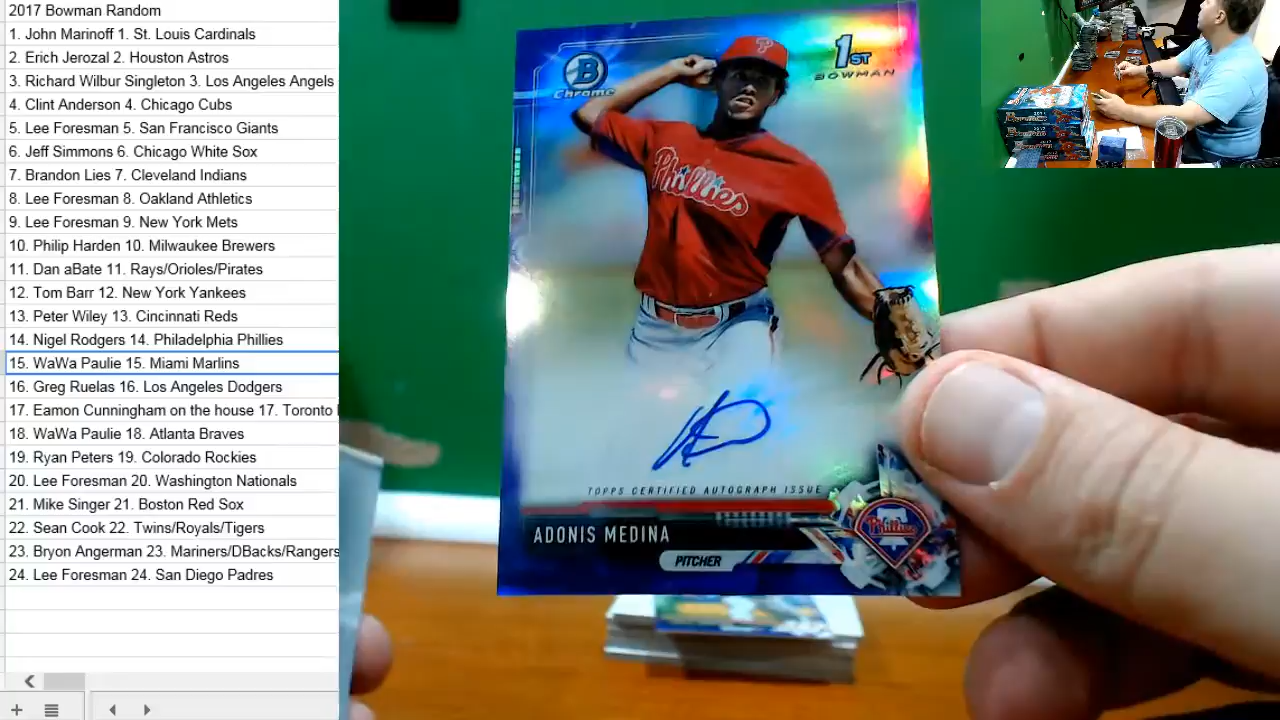 2017 Bowman Random
1. John Marinoff 1. St. Louis Cardinals
2. Erich Jerozal 2. Houston Astros
3. Richard Wilbur Singleton 3. Los Angeles Angels
4. Clint Anderson 4. Chicago Cubs
5. Lee Foresman 5. San Francisco Giants
6. Jeff Simmons 6. Chicago White Sox
7. Brandon Lies 7. Cleveland Indians
8. Lee Foresman 8. Oakland Athletics
9. Lee Foresman 9. New York Mets
10. Philip Harden 10. Milwaukee Brewers
11. Dan aBate 11. Rays/Orioles/Pirates
12. Tom Barr 12. New York Yankees
13. Peter Wiley 13. Cincinnati Reds
14. Nigel Rodgers 14. Philadelphia Phillies
15. WaWa Paulie 15. Miami Marlins
16. Greg Ruelas 16. Los Angeles Dodgers
17. Eamon Cunningham on the house 17. Toronto
18. WaWa Paulie 18. Atlanta Braves
19. Ryan Peters 19. Colorado Rockies
20. Lee Foresman 20. Washington Nationals
21. Mike Singer 21. Boston Red Sox
22. Sean Cook 22. Twins/Royals/Tigers
23. Bryon Angerman 23. Mariners/DBacks/Rangers
24. Lee Foresman 24. San Diego Padres
B
Chrome
1ST
BOWMAN
P
Phillies
TOPPS CERTIFIED AUTOGRAPH ISSUE
ADONIS MEDINA
PITCHER
Phillies
Bowman